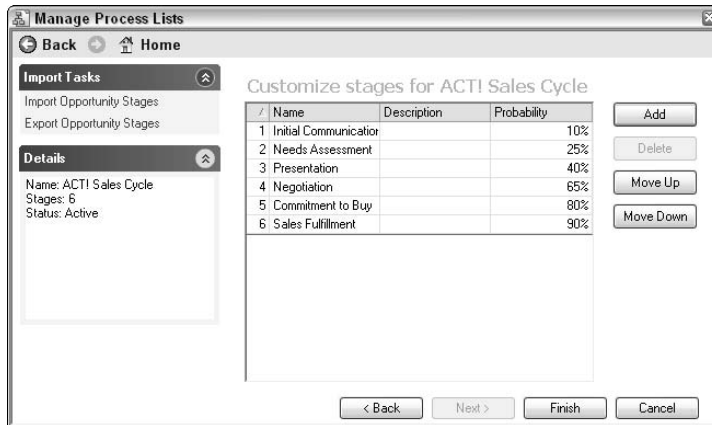 Manage Process Lists
Back Home
Import Tasks
Import Opportunity Stages
Export Opportunity Stages
Details
Name: ACT! Sales Cycle
Stages: 6
Status: Active
Customize stages for ACT! Sales Cycle
/ Name Description Probability
1 Initial Communication 10%
2 Needs Assessment 25%
3 Presentation 40%
4 Negotiation 65%
5 Commitment to Buy 80%
6 Sales Fulfillment 90%
Add
Delete
Move Up
Move Down
< Back Next > Finish Cancel